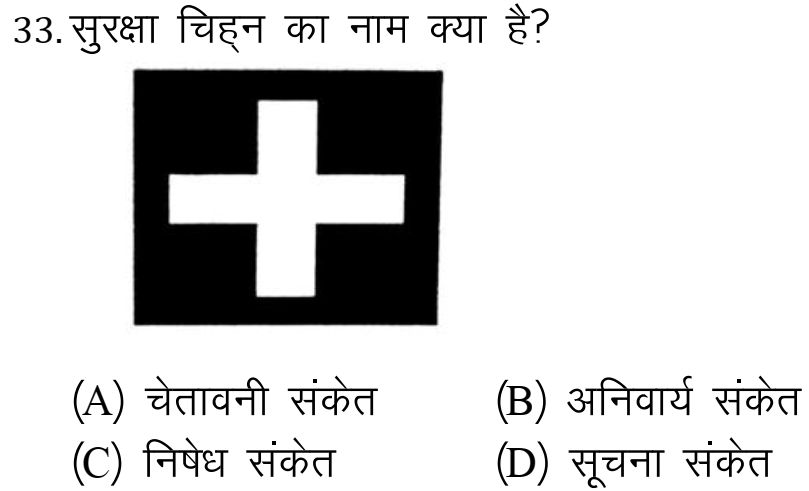 33. सुरक्षा चिह्न का नाम क्या है?
(A) चेतावनी संकेत (B) अनिवार्य संकेत
(C) निषेध संकेत (D) सूचना संकेत